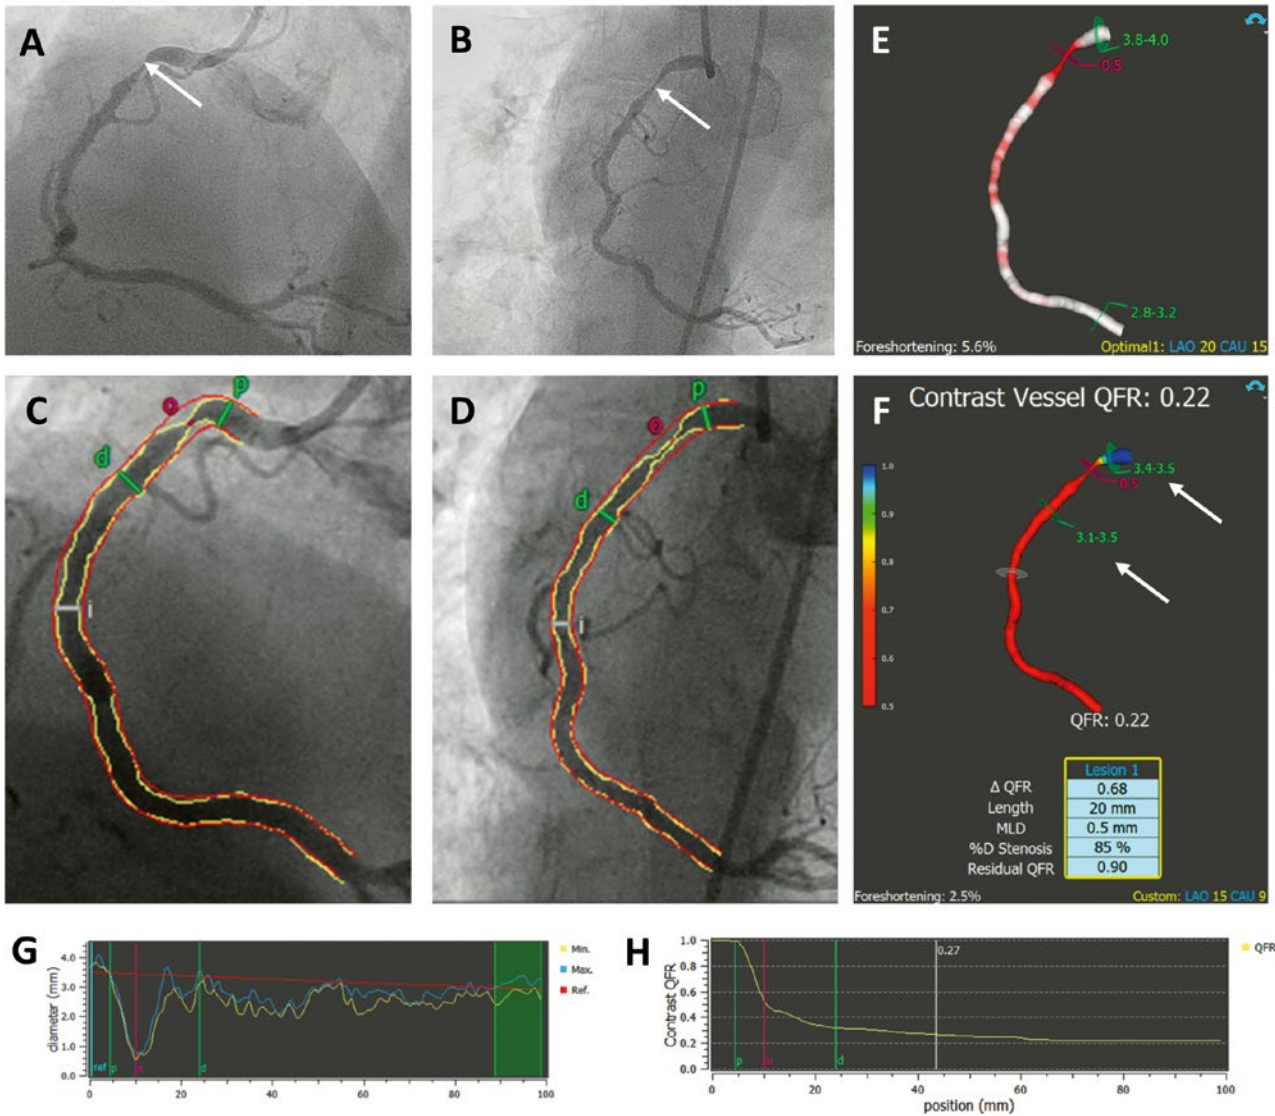 A
B
E
3.8-4.0
0.5
2.8-3.2
Foreshortening: 5.6%
Optimal1: LAO 20 CAU 15
C
p
o
d
i
D
p
o
d
i
F
Contrast Vessel QFR: 0.22
1.0
0.9
0.8
0.7
0.6
0.5
3.4-3.5
0.5
3.1-3.5
QFR: 0.22
Lesion 1
Δ QFR 0.68
Length 20 mm
MLD 0.5 mm
%D Stenosis 85 %
Residual QFR 0.90
Foreshortening: 2.5%
Custom: LAO 15 CAU 9
G
diameter (mm)
4.0
3.0
2.0
1.0
0.0
ref p o d
0 20 40 60 80 100
Min.
Max.
Ref.
H
Contrast QFR
1.0
0.8
0.6
0.4
0.2
0.0
0.27
p o d
0 20 40 60 80 100
position (mm)
QFR